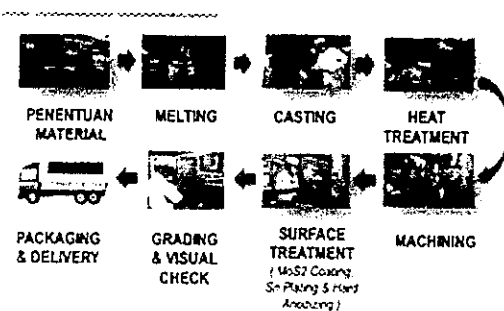 PENENTUAN
MATERIAL
MELTING
CASTING
HEAT
TREATMENT
PACKAGING
& DELIVERY
GRADING
& VISUAL
CHECK
SURFACE
TREATMENT
( MoS2 Coating,
Sn Plating & Hard
Anodizing )
MACHINING